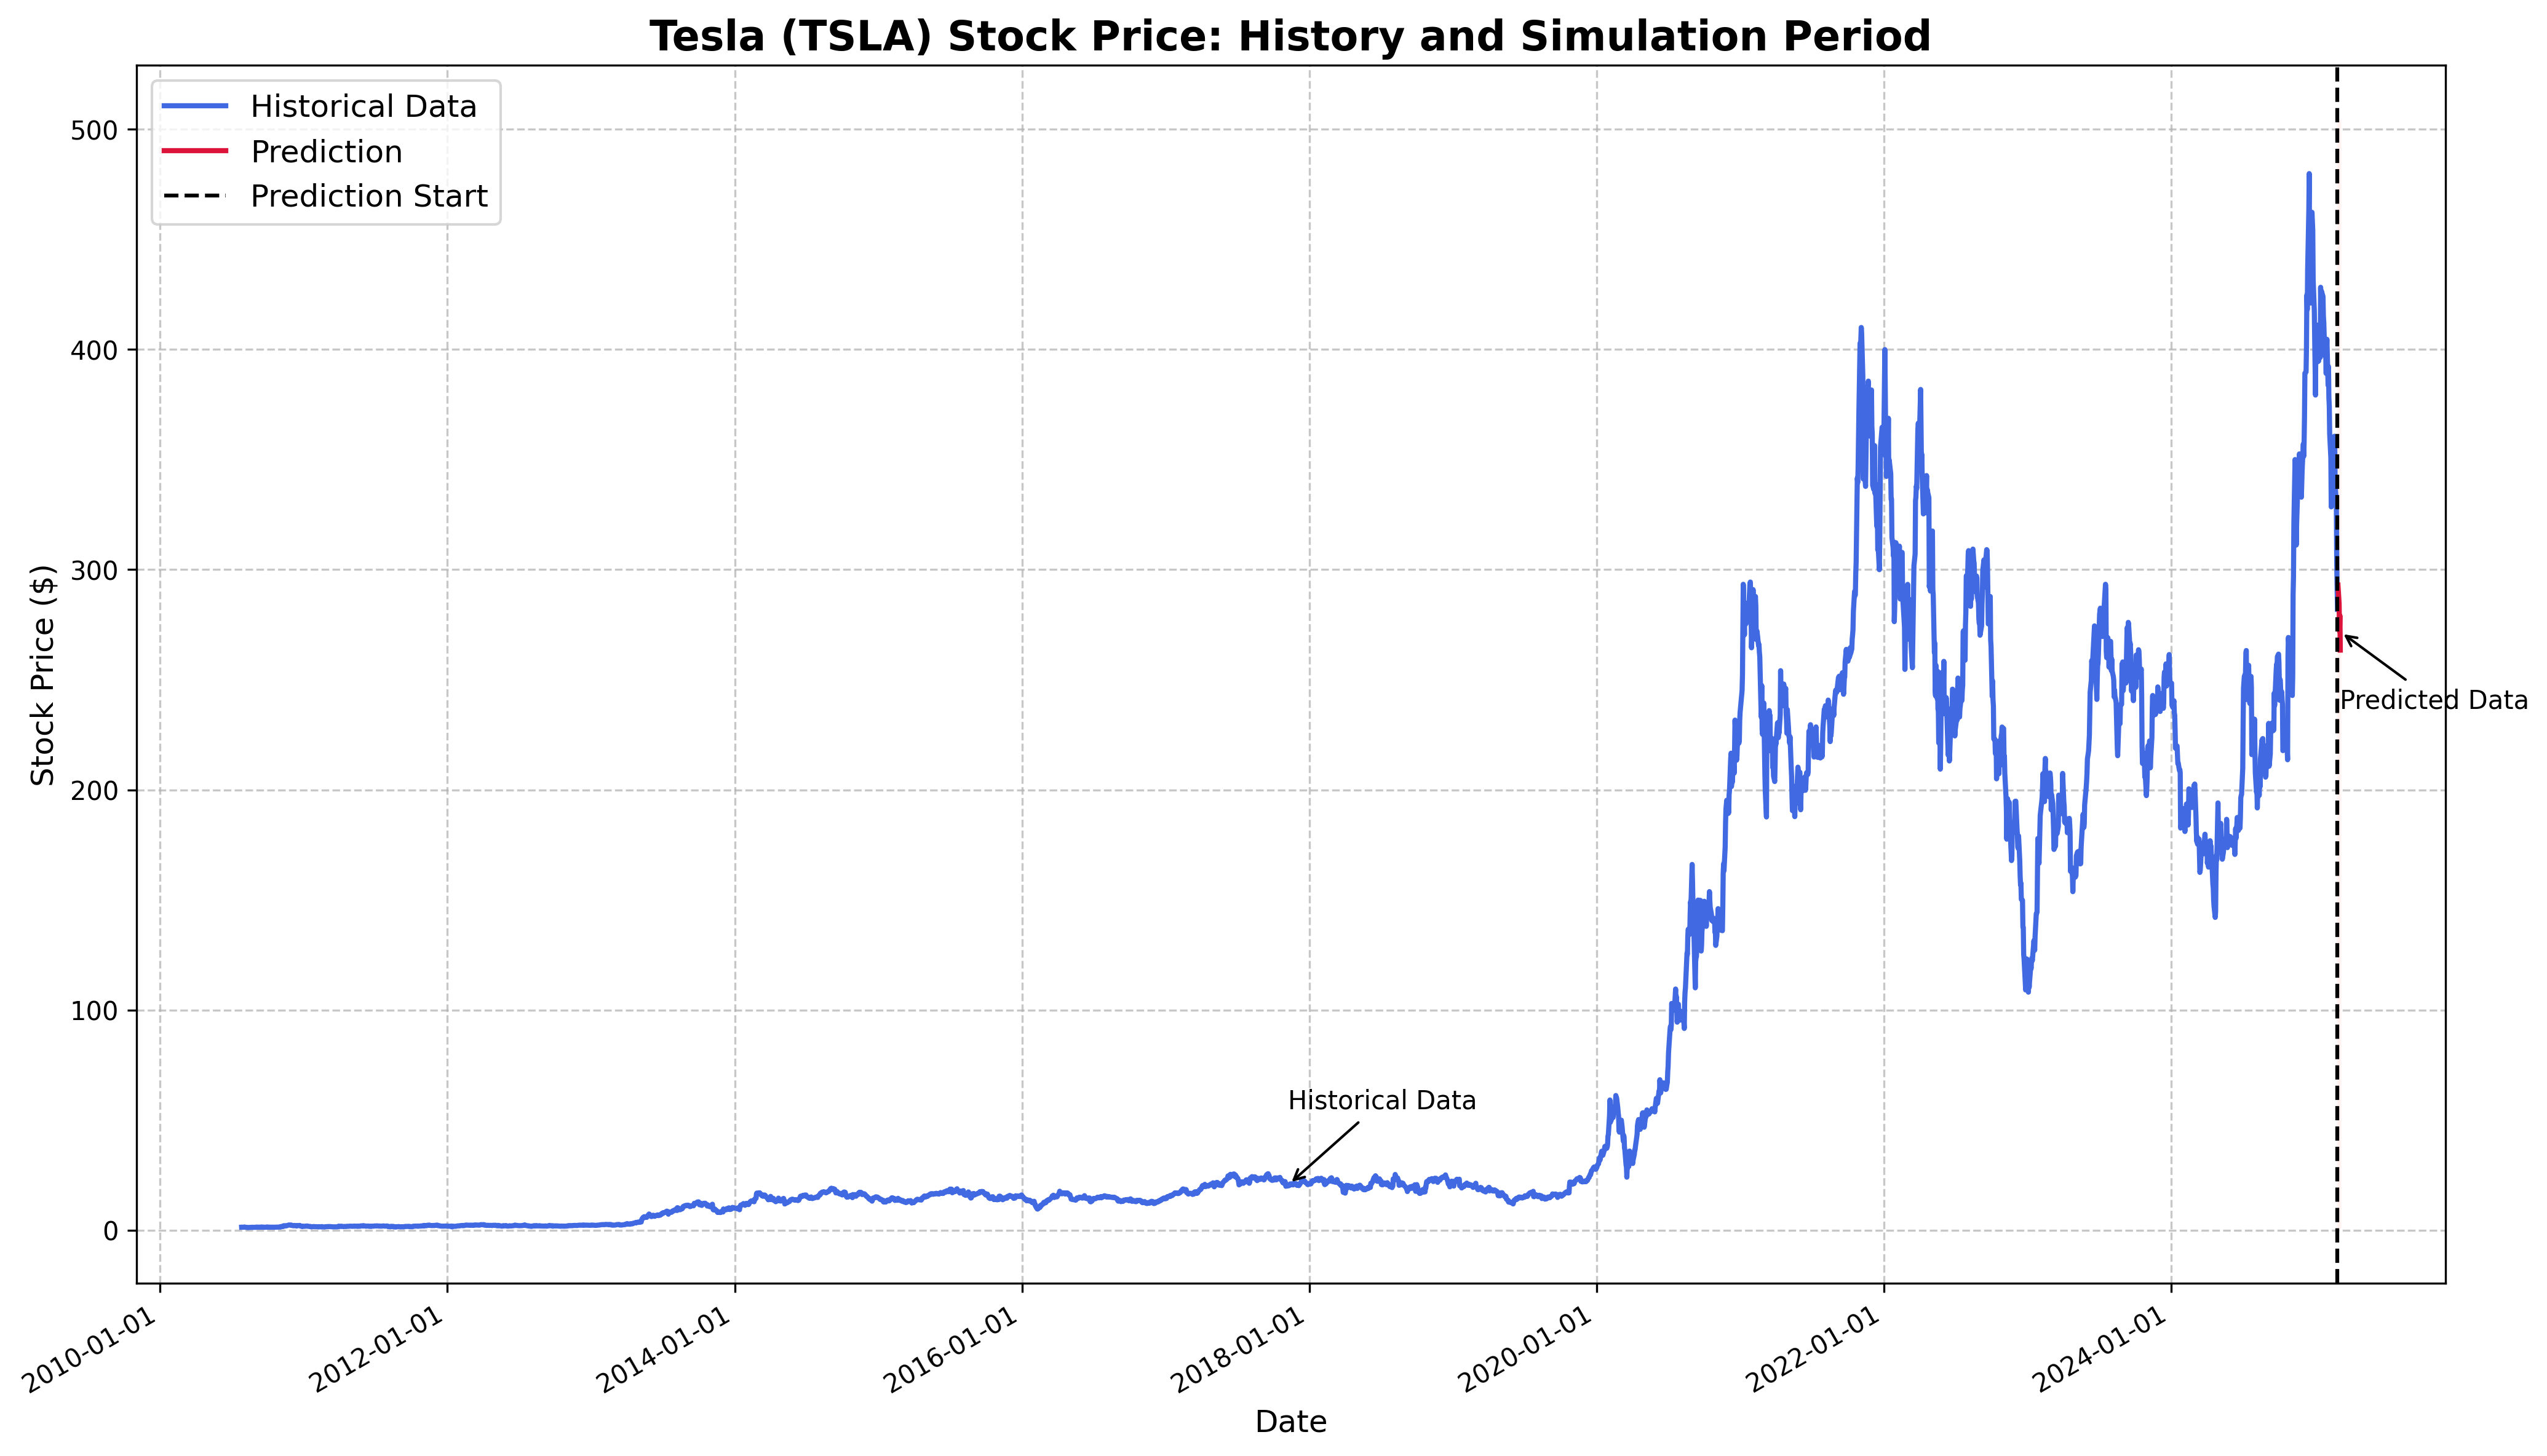 Tesla (TSLA) Stock Price: History and Simulation Period
Historical Data
Prediction
Prediction Start
Stock Price ($)
500
400
300
200
100
0
Historical Data
Predicted Data
2010-01-01
2012-01-01
2014-01-01
2016-01-01
2018-01-01
2020-01-01
2022-01-01
2024-01-01
Date